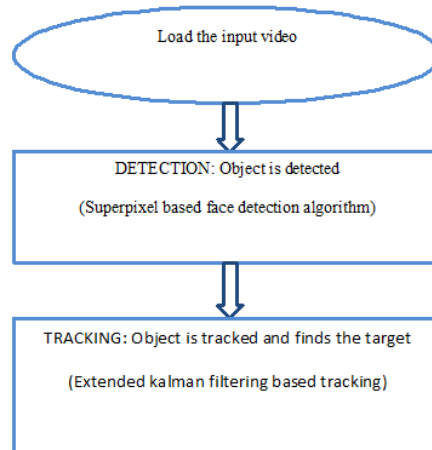 Load the input video
DETECTION: Object is detected
(Superpixel based face detection algorithm)
TRACKING: Object is tracked and finds the target
(Extended kalman filtering based tracking)